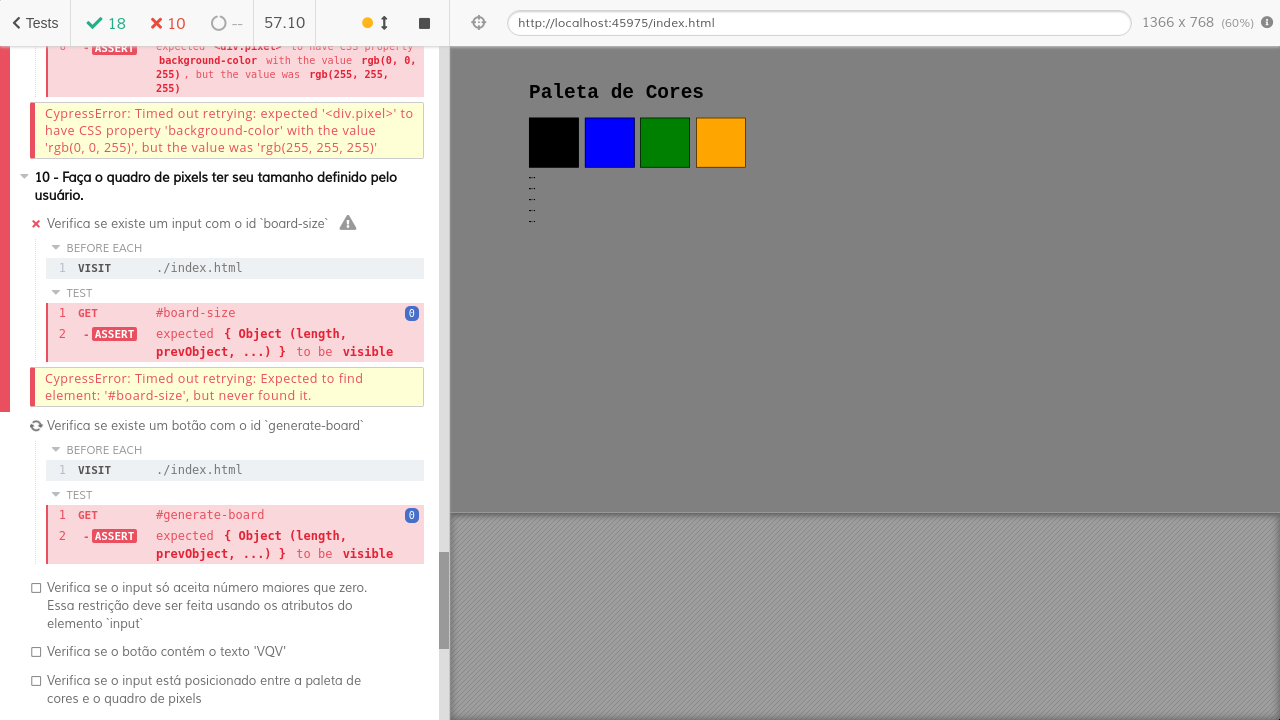 Tests
18
10
--
57.10
http://localhost:45975/index.html
1366 x 768 (60%)
- ASSERT expected <div.pixel> to have CSS property
background-color with the value rgb(0, 0,
255), but the value was rgb(255, 255,
255)
CypressError: Timed out retrying: expected '<div.pixel>' to
have CSS property 'background-color' with the value
'rgb(0, 0, 255)', but the value was 'rgb(255, 255, 255)'
10 - Faça o quadro de pixels ter seu tamanho definido pelo
usuário.
Verifica se existe um input com o id `board-size`
BEFORE EACH
1 VISIT ./index.html
TEST
1 GET #board-size 0
2 - ASSERT expected { Object (length,
prevObject, ...) } to be visible
CypressError: Timed out retrying: Expected to find
element: '#board-size', but never found it.
Verifica se existe um botão com o id `generate-board`
BEFORE EACH
1 VISIT ./index.html
TEST
1 GET #generate-board 0
2 - ASSERT expected { Object (length,
prevObject, ...) } to be visible
Verifica se o input só aceita número maiores que zero.
Essa restrição deve ser feita usando os atributos do
elemento `input`
Verifica se o botão contém o texto 'VQV'
Verifica se o input está posicionado entre a paleta de
cores e o quadro de pixels
Paleta de Cores